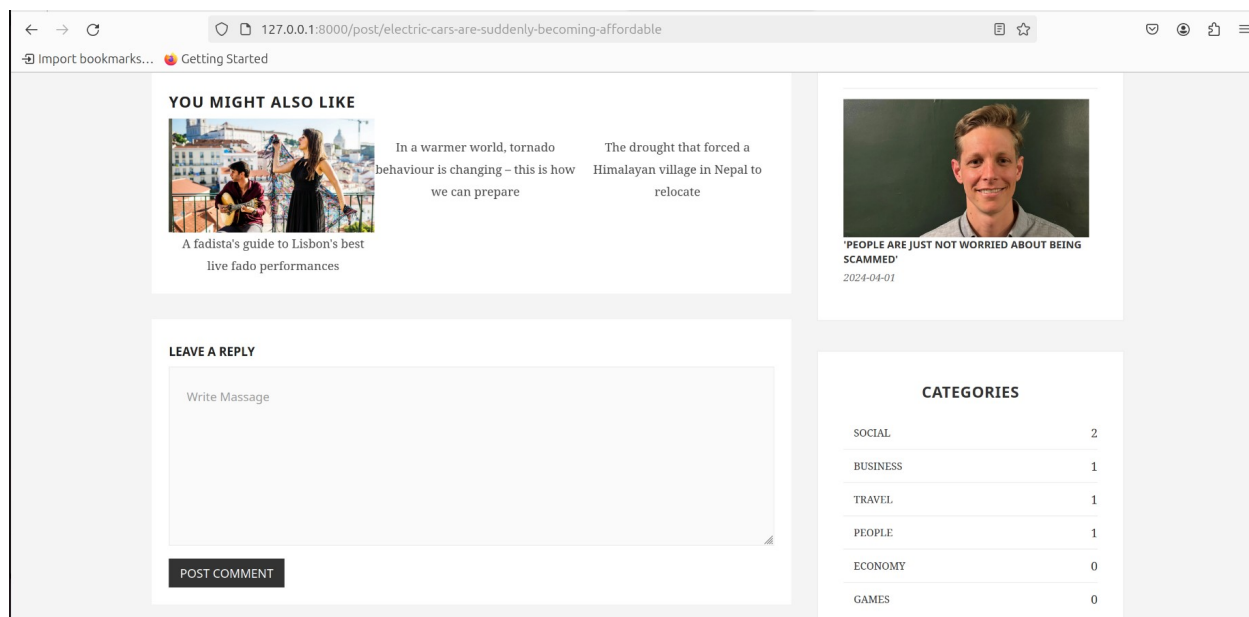 127.0.0.1:8000/post/electric-cars-are-suddenly-becoming-affordable
Import bookmarks...
Getting Started
YOU MIGHT ALSO LIKE
A fadista's guide to Lisbon's best
live fado performances
In a warmer world, tornado
behaviour is changing – this is how
we can prepare
The drought that forced a
Himalayan village in Nepal to
relocate
LEAVE A REPLY
Write Massage
POST COMMENT
'PEOPLE ARE JUST NOT WORRIED ABOUT BEING
SCAMMED'
2024-04-01
CATEGORIES
SOCIAL 2
BUSINESS 1
TRAVEL 1
PEOPLE 1
ECONOMY 0
GAMES 0